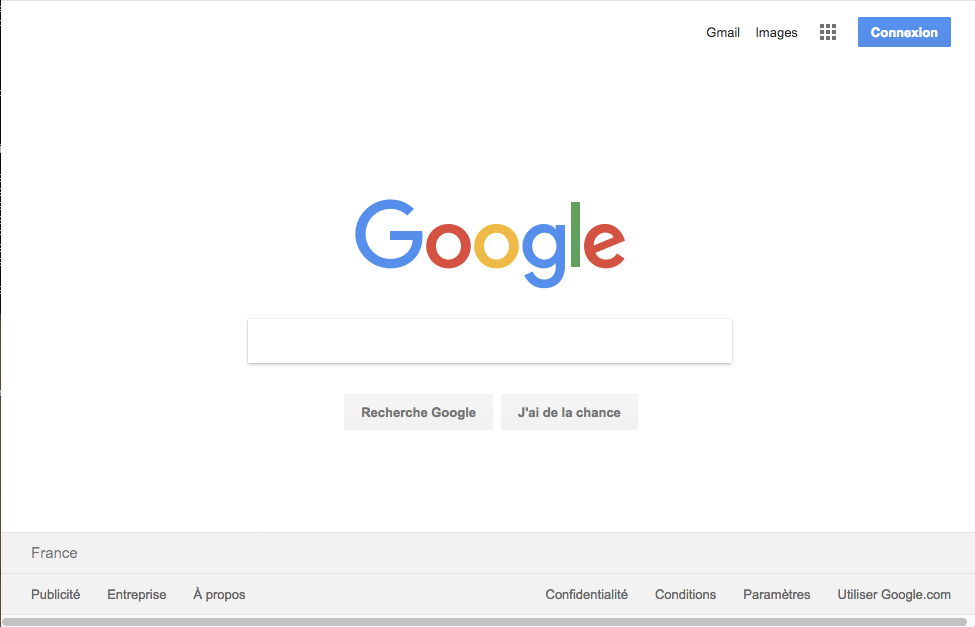 Gmail Images Connexion
Google
Recherche Google J'ai de la chance
France
Publicité Entreprise À propos Confidentialité Conditions Paramètres Utiliser Google.com